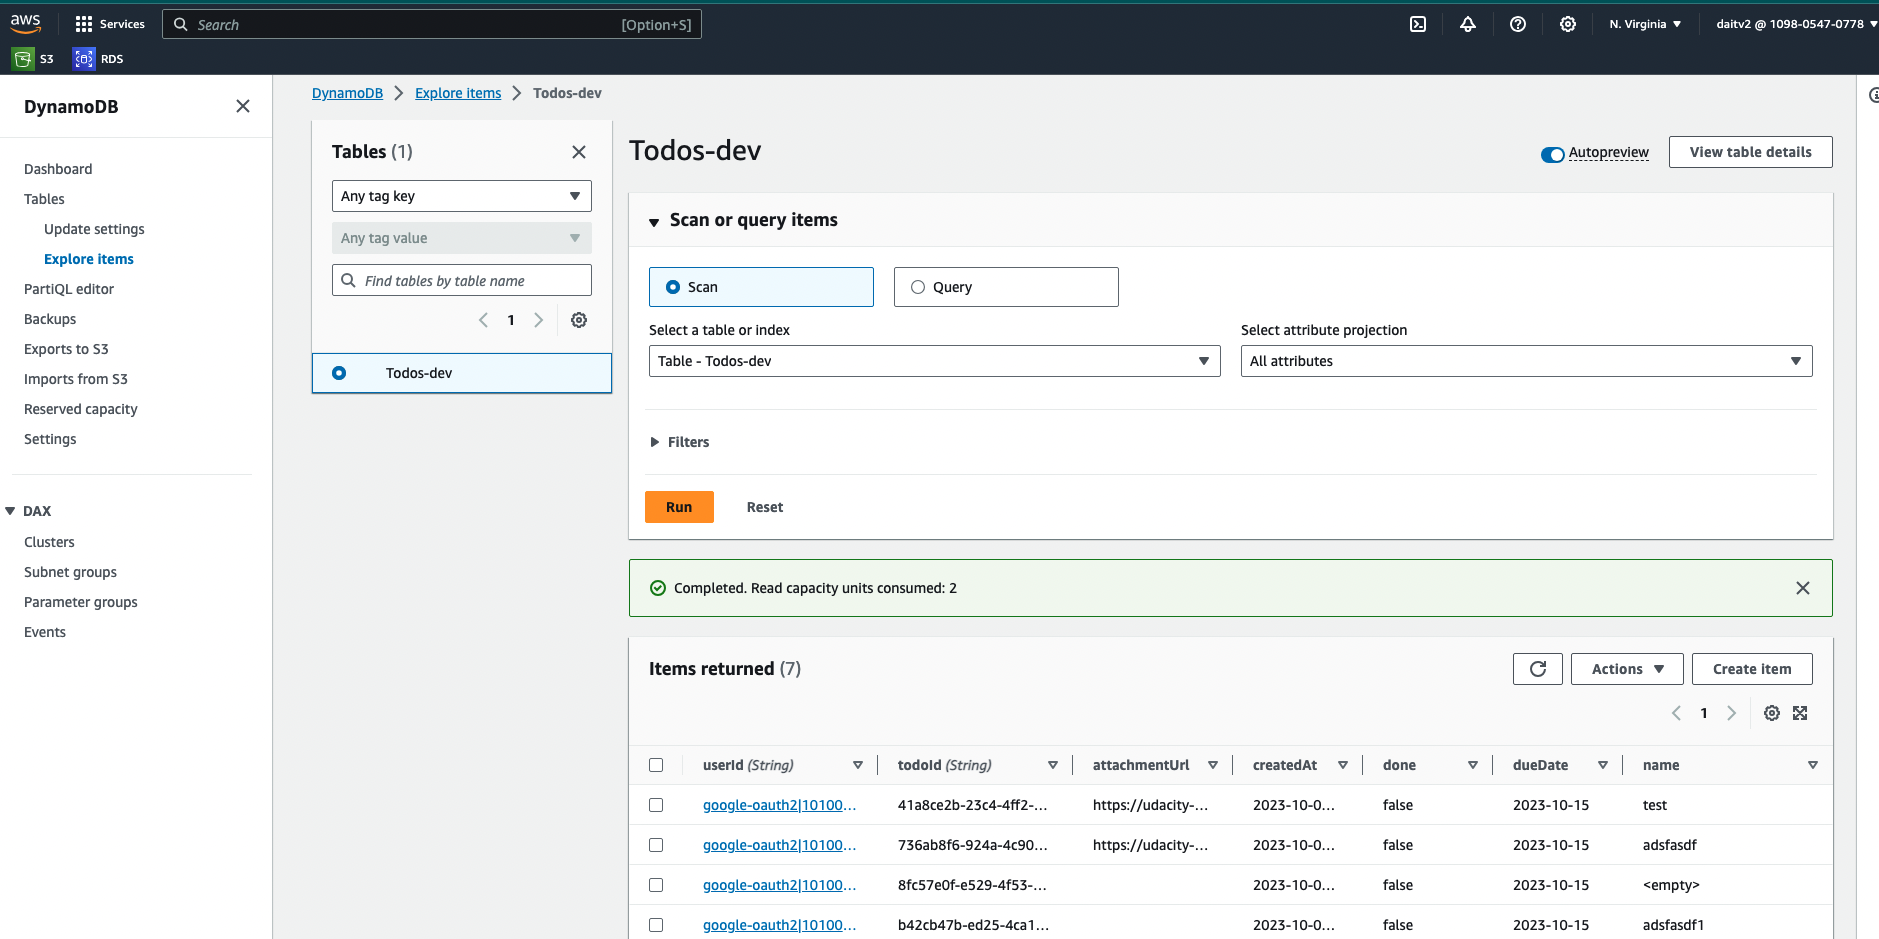 aws
Services
Search
[Option+S]
N. Virginia
daitv2 @ 1098-0547-0778
S3
RDS
DynamoDB
Dashboard
Tables
Update settings
Explore items
PartiQL editor
Backups
Exports to S3
Imports from S3
Reserved capacity
Settings
DAX
Clusters
Subnet groups
Parameter groups
Events
DynamoDB
Explore items
Todos-dev
Tables (1)
Any tag key
Any tag value
Find tables by table name
1
Todos-dev
Todos-dev
Autopreview
View table details
Scan or query items
Scan
Query
Select a table or index
Select attribute projection
Table - Todos-dev
All attributes
Filters
Run
Reset
Completed. Read capacity units consumed: 2
Items returned (7)
Actions
Create item
1
userId (String) todoId (String) attachmentUrl createdAt done dueDate name
google-oauth2|10100... 41a8ce2b-23c4-4ff2-... https://udacity-... 2023-10-0... false 2023-10-15 test
google-oauth2|10100... 736ab8f6-924a-4c90... https://udacity-... 2023-10-0... false 2023-10-15 adsfasdf
google-oauth2|10100... 8fc57e0f-e529-4f53-... 2023-10-0... false 2023-10-15 <empty>
google-oauth2|10100... b42cb47b-ed25-4ca1... 2023-10-0... false 2023-10-15 adsfasdf1